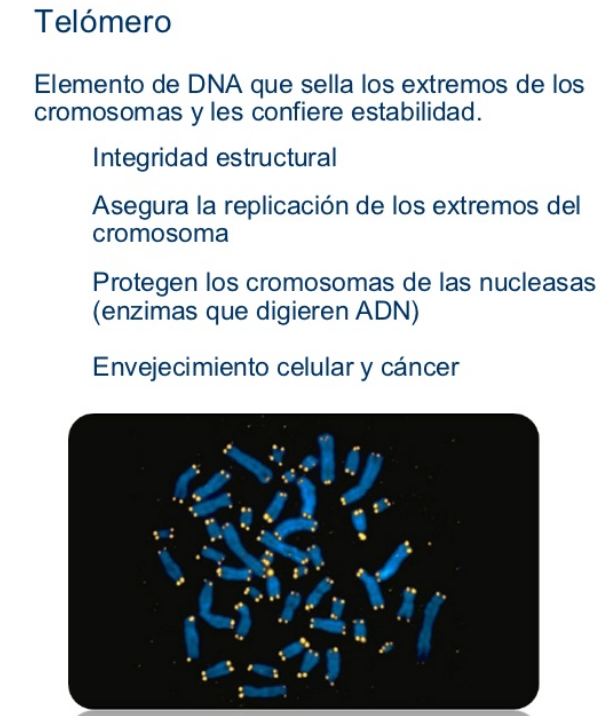 Telómero
Elemento de DNA que sella los extremos de los
cromosomas y les confiere estabilidad.
Integridad estructural
Asegura la replicación de los extremos del
cromosoma
Protegen los cromosomas de las nucleasas
(enzimas que digieren ADN)
Envejecimiento celular y cáncer